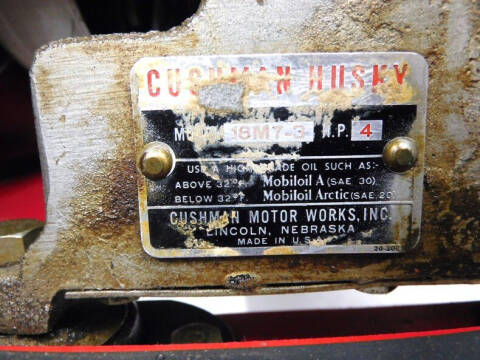 CUSHMAN HUSKY
18M7-3 H.P. 4
USE A HIGH GRADE OIL SUCH AS:-
ABOVE 32°F. Mobiloil A (SAE 30)
BELOW 32°F. Mobiloil Arctic (SAE.20)
CUSHMAN MOTOR WORKS, INC.
LINCOLN, NEBRASKA
MADE IN U.S.A.